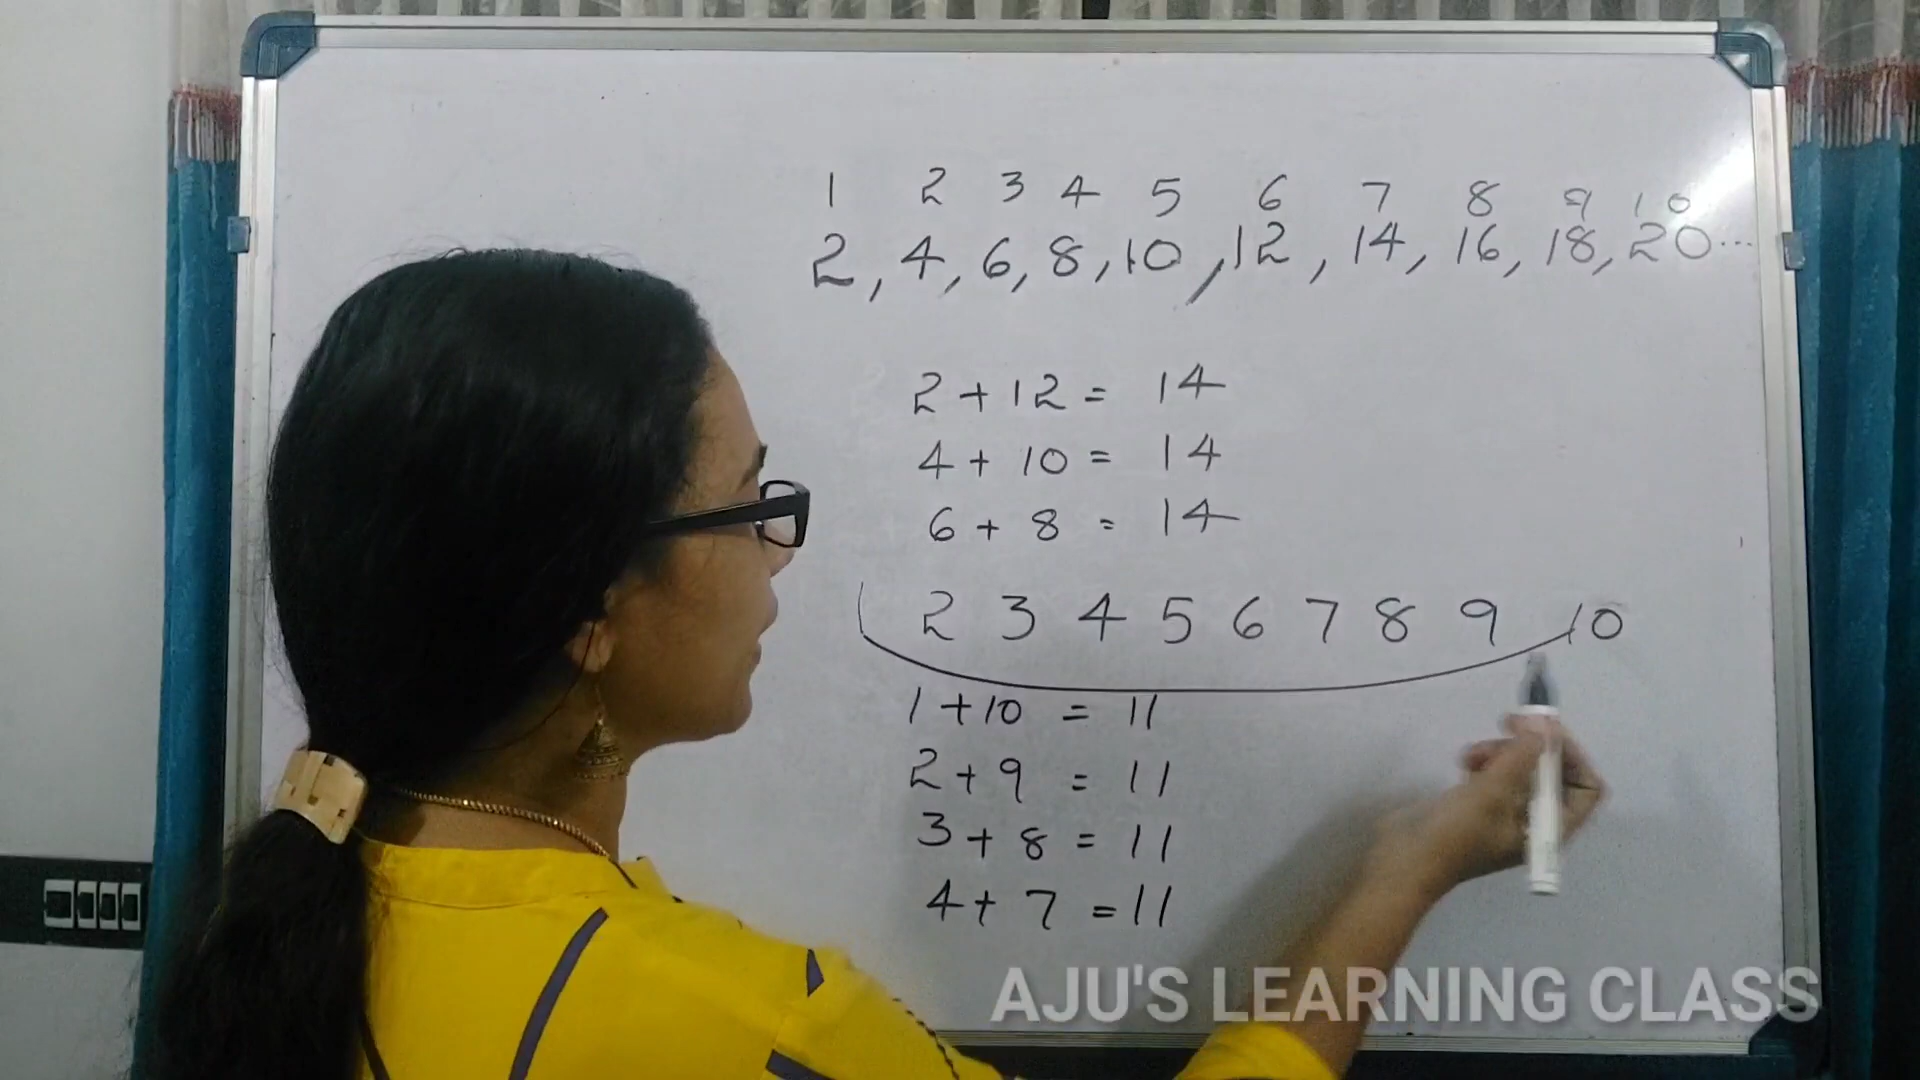 1 2 3 4 5 6 7 8 9 10
2, 4, 6, 8, 10, 12, 14, 16, 18, 20...
2 + 12 = 14
4 + 10 = 14
6 + 8 = 14
1 2 3 4 5 6 7 8 9 10
1 + 10 = 11
2 + 9 = 11
3 + 8 = 11
4 + 7 = 11
AJU'S LEARNING CLASS